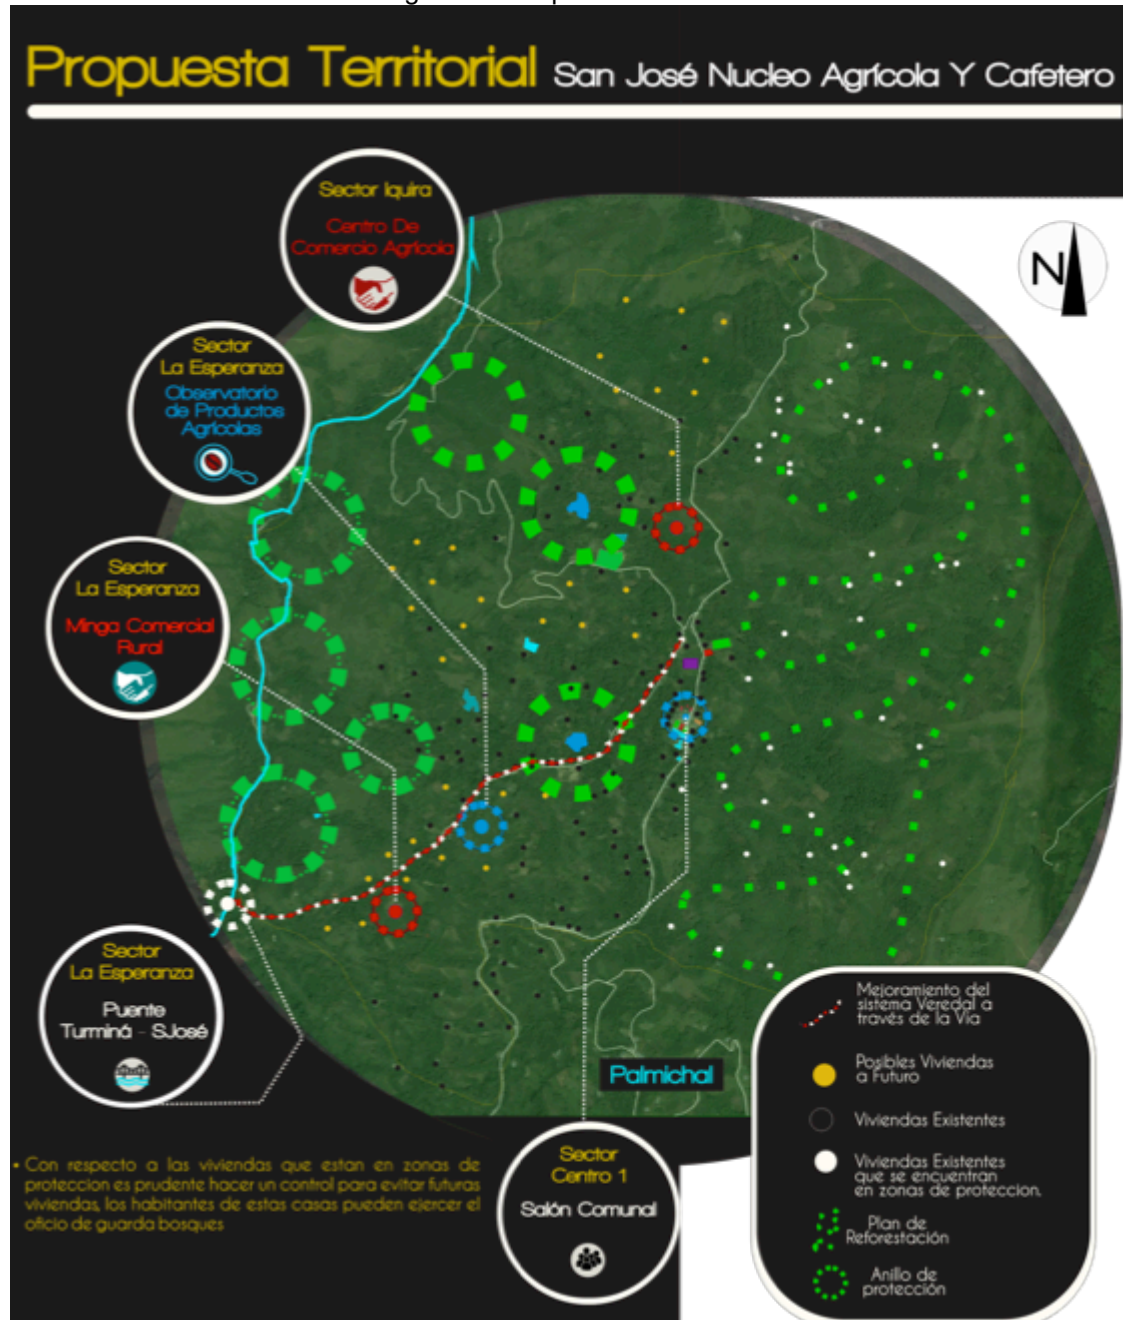 Propuesta Territorial San José Nucleo Agrícola Y Cafetero
Sector Iquira
Centro De
Comercio Agrícola
N
Sector
La Esperanza
Observatorio
de Productos
Agrícolas
Sector
La Esperanza
Minga Comercial
Rural
Sector
La Esperanza
Puente
Turminá - SJosé
Palmichal
Sector
Centro 1
Salón Comunal
• Con respecto a las viviendas que estan en zonas de
proteccion es prudente hacer un control para evitar futuras
viviendas, los habitantes de estas casas pueden ejercer el
oficio de guarda bosques
Mejoramiento del
sistema Veredal a
través de la Vía
Posibles Viviendas
a Futuro
Viviendas Existentes
Viviendas Existentes
que se encuentran
en zonas de proteccion.
Plan de
Reforestación
Anillo de
protección